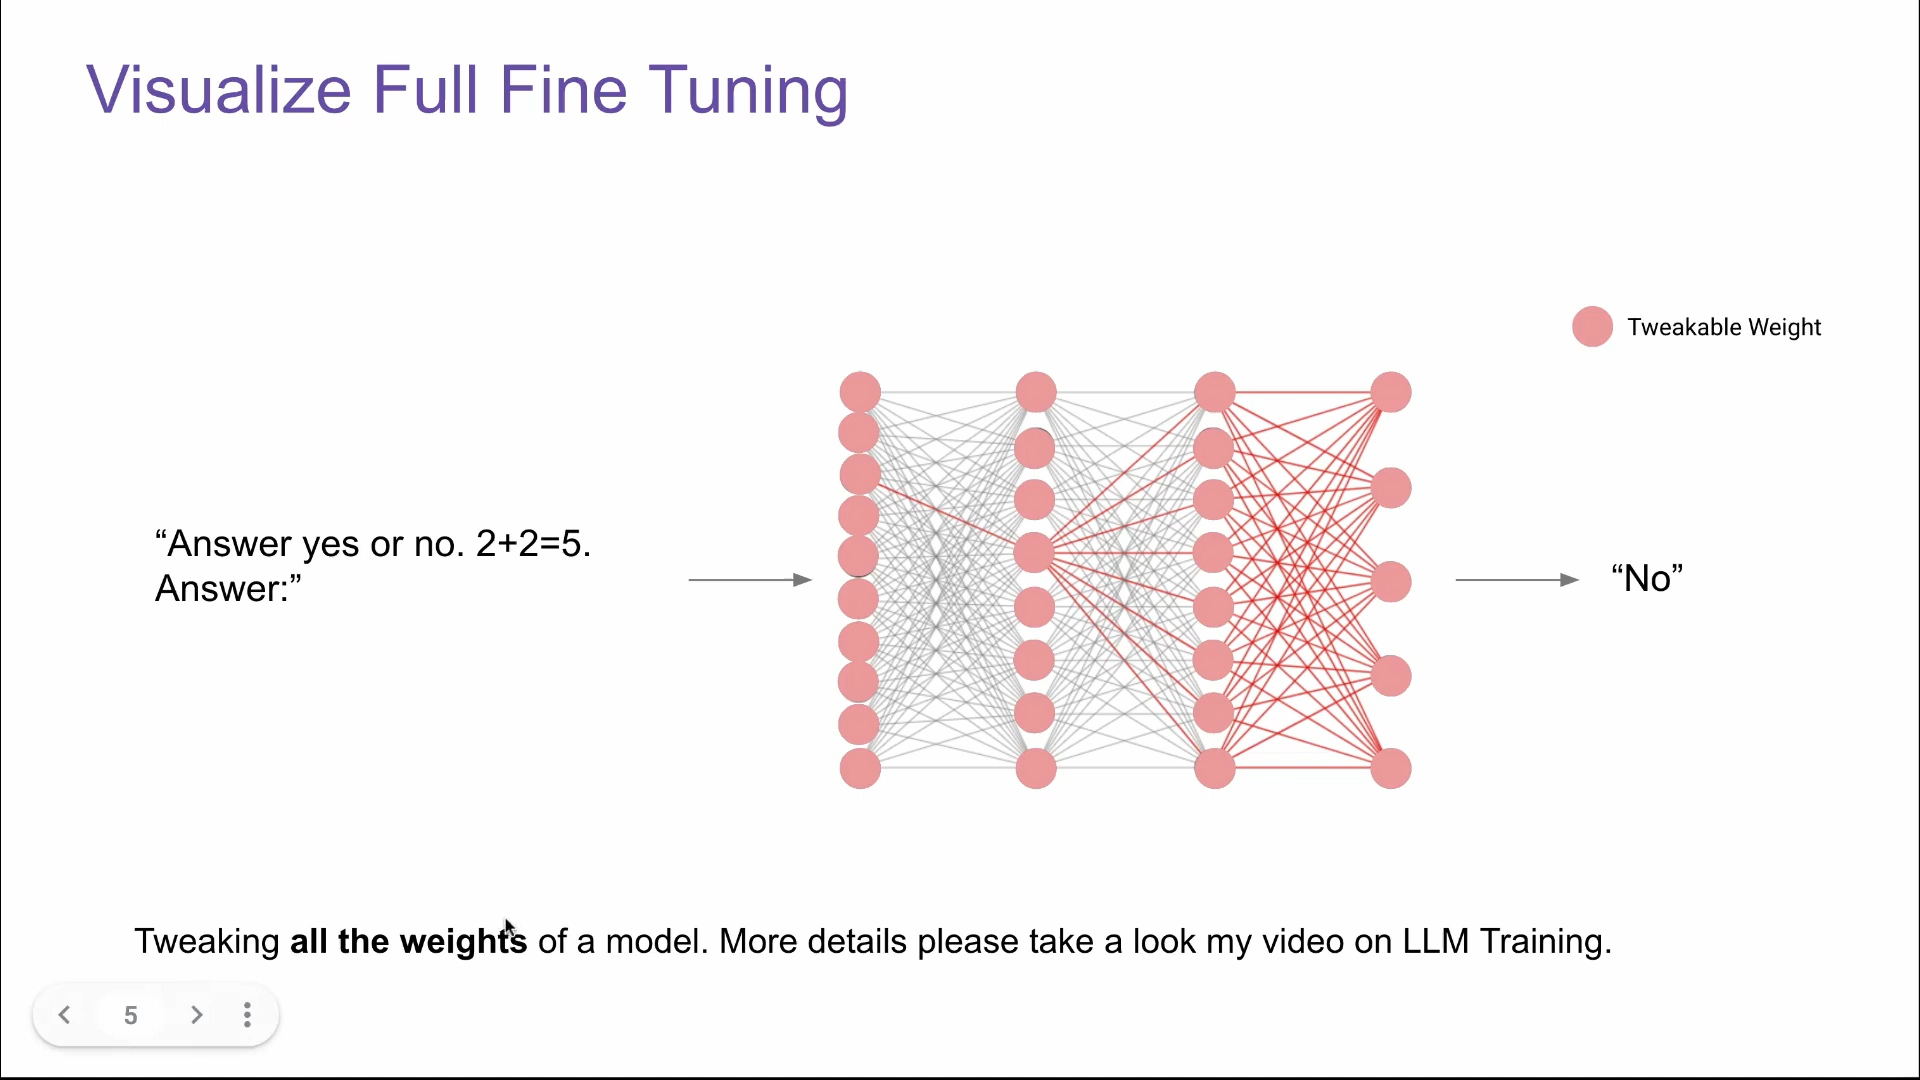 Visualize Full Fine Tuning
Tweakable Weight
“Answer yes or no. 2+2=5.
Answer:”
“No”
Tweaking all the weights of a model. More details please take a look my video on LLM Training.
5